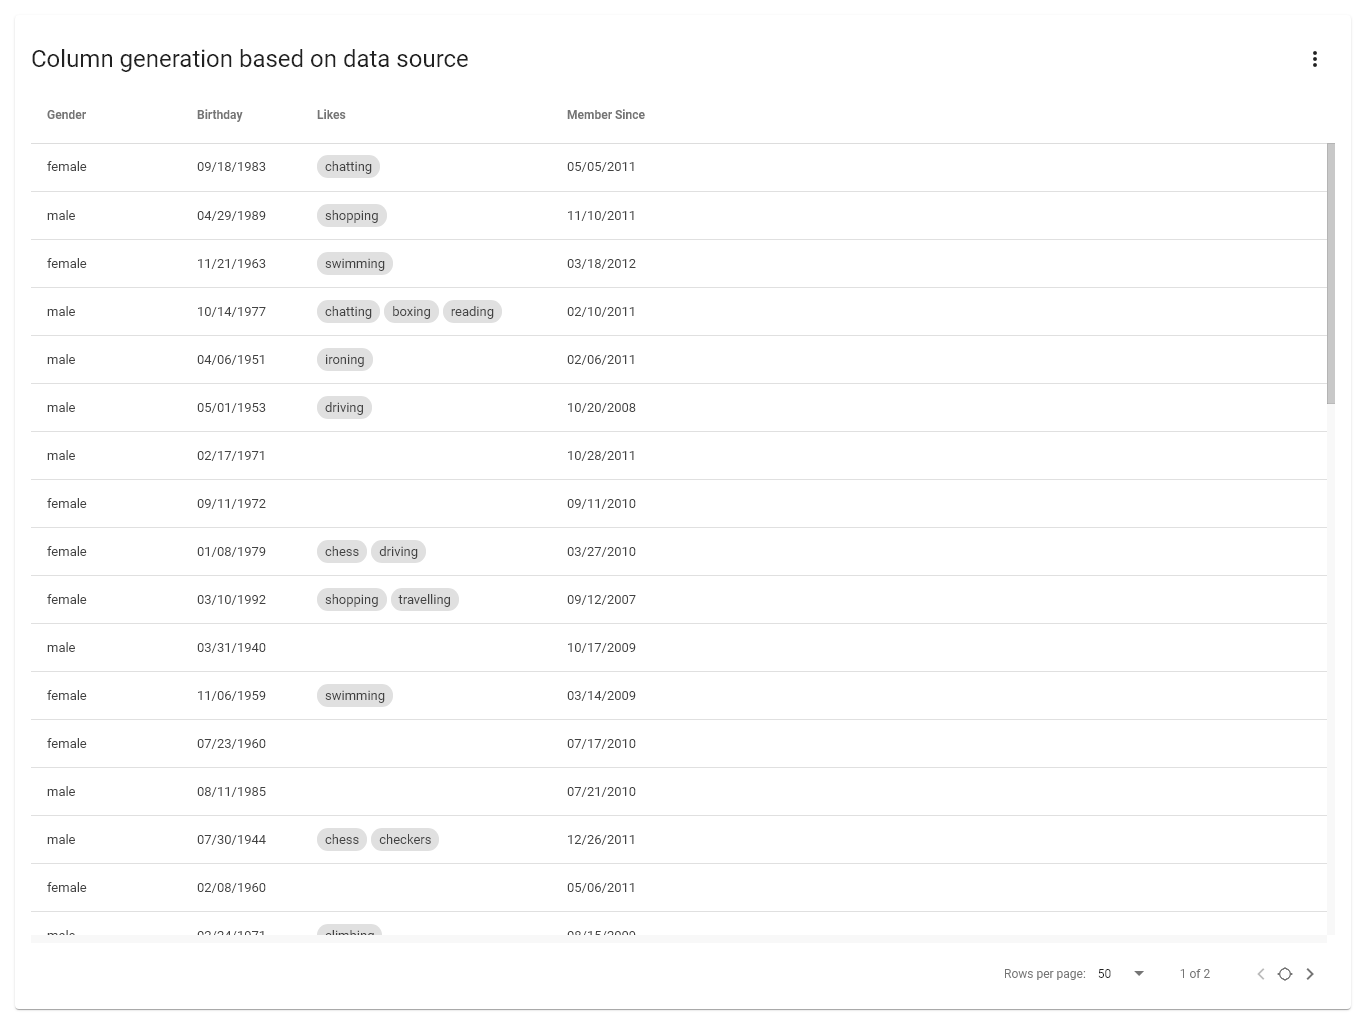 Column generation based on data source
Gender Birthday Likes Member Since
female 09/18/1983 chatting 05/05/2011
male 04/29/1989 shopping 11/10/2011
female 11/21/1963 swimming 03/18/2012
male 10/14/1977 chatting boxing reading 02/10/2011
male 04/06/1951 ironing 02/06/2011
male 05/01/1953 driving 10/20/2008
male 02/17/1971 10/28/2011
female 09/11/1972 09/11/2010
female 01/08/1979 chess driving 03/27/2010
female 03/10/1992 shopping travelling 09/12/2007
male 03/31/1940 10/17/2009
female 11/06/1959 swimming 03/14/2009
female 07/23/1960 07/17/2010
male 08/11/1985 07/21/2010
male 07/30/1944 chess checkers 12/26/2011
female 02/08/1960 05/06/2011
male climbing
Rows per page: 50 1 of 2